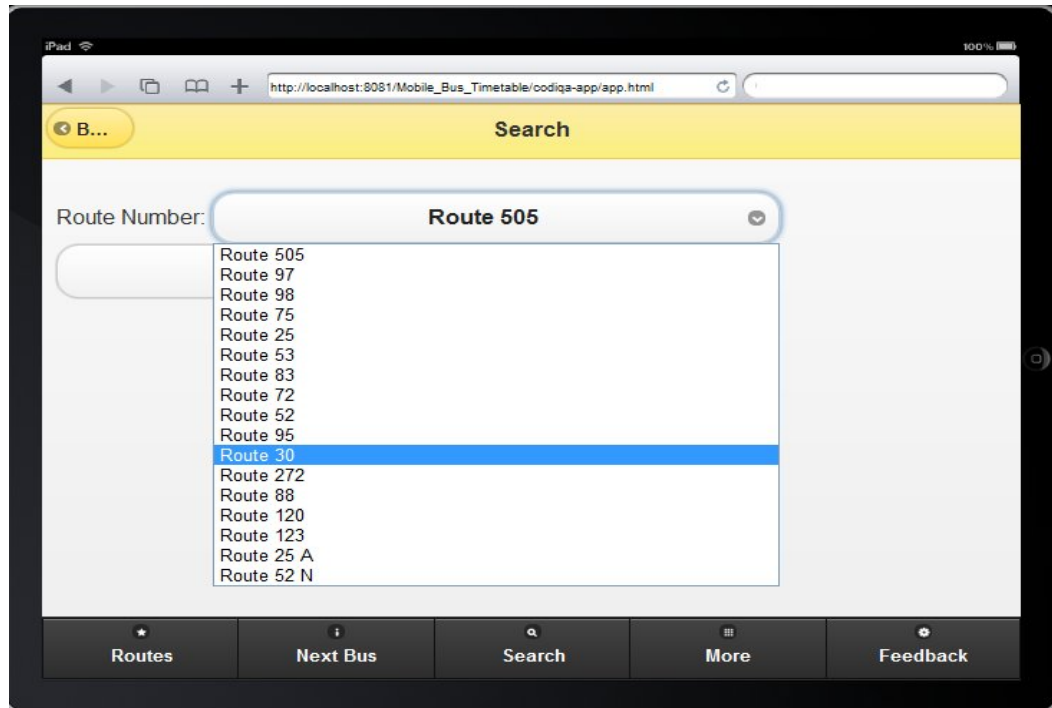 iPad 100%
http://localhost:8081/Mobile_Bus_Timetable/codiqa-app/app.html
B... Search
Route Number: Route 505
Route 505
Route 97
Route 98
Route 75
Route 25
Route 53
Route 83
Route 72
Route 52
Route 95
Route 30
Route 272
Route 88
Route 120
Route 123
Route 25 A
Route 52 N
Routes Next Bus Search More Feedback